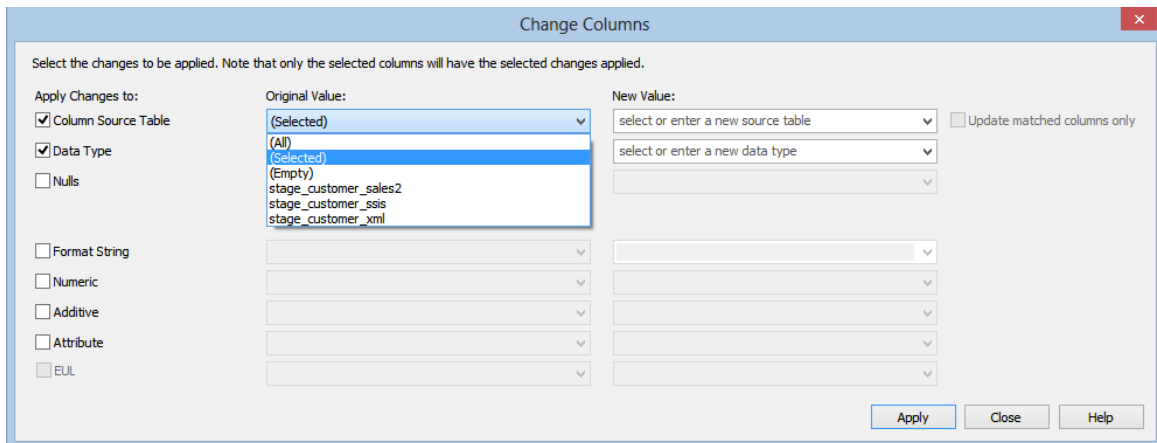 Change Columns
Select the changes to be applied. Note that only the selected columns will have the selected changes applied.
Apply Changes to: Original Value: New Value:
Column Source Table (Selected) select or enter a new source table Update matched columns only
(All)
Data Type (Selected) select or enter a new data type
(Empty)
Nulls stage_customer_sales2
stage_customer_ssis
stage_customer_xml
Format String
Numeric
Additive
Attribute
EUL
Apply Close Help